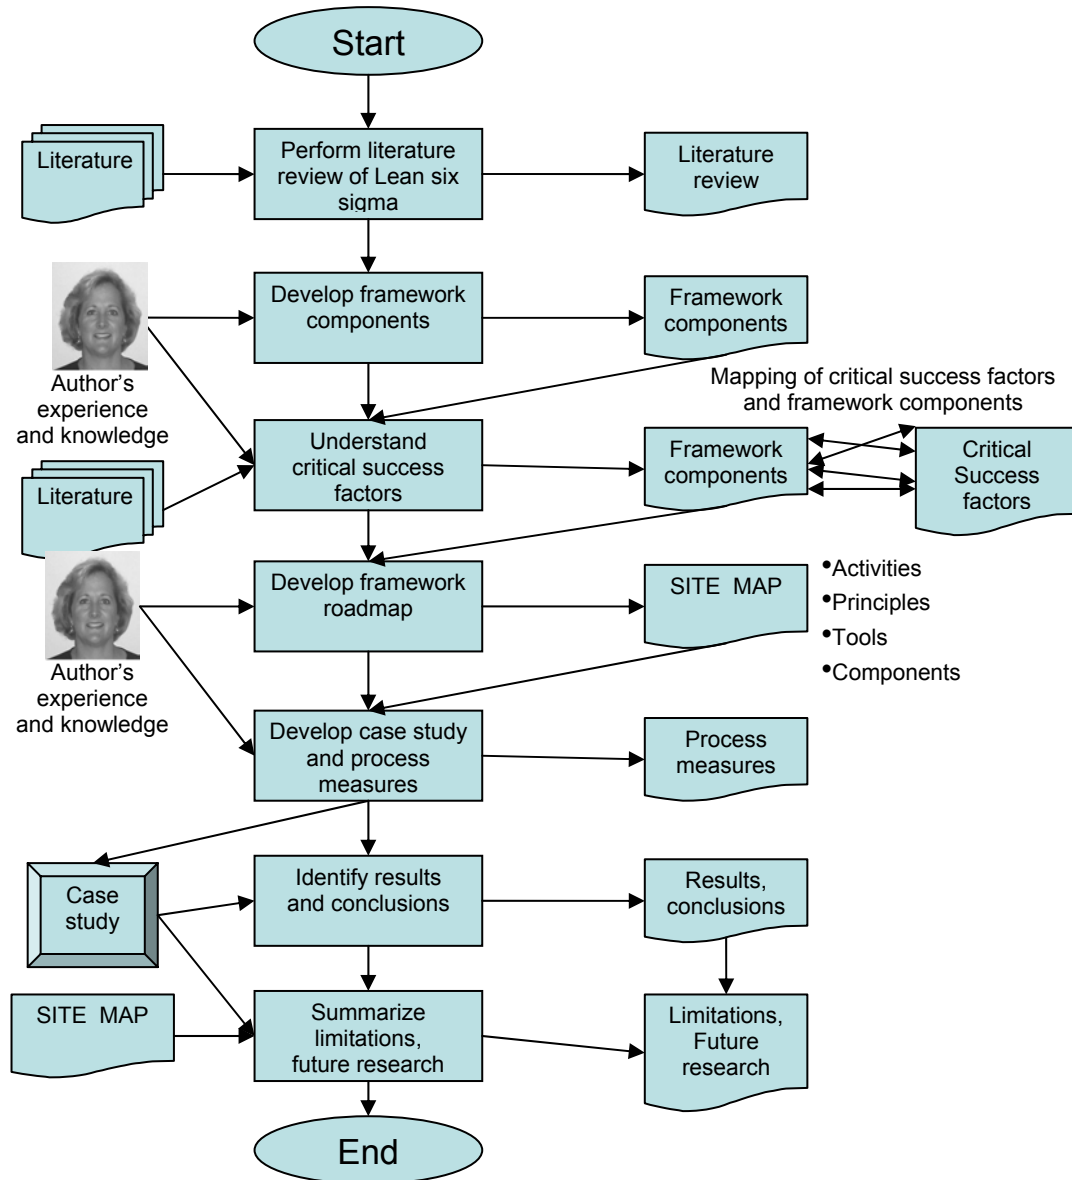 Start
Literature
Perform literature
review of Lean six
sigma
Literature
review
Develop framework
components
Framework
components
Author's
experience
and knowledge
Mapping of critical success factors
and framework components
Understand
critical success
factors
Framework
components
Critical
Success
factors
Literature
Develop framework
roadmap
SITE MAP
•Activities
•Principles
•Tools
•Components
Author's
experience
and knowledge
Develop case study
and process
measures
Process
measures
Case
study
Identify results
and conclusions
Results,
conclusions
SITE MAP
Summarize
limitations,
future research
Limitations,
Future
research
End